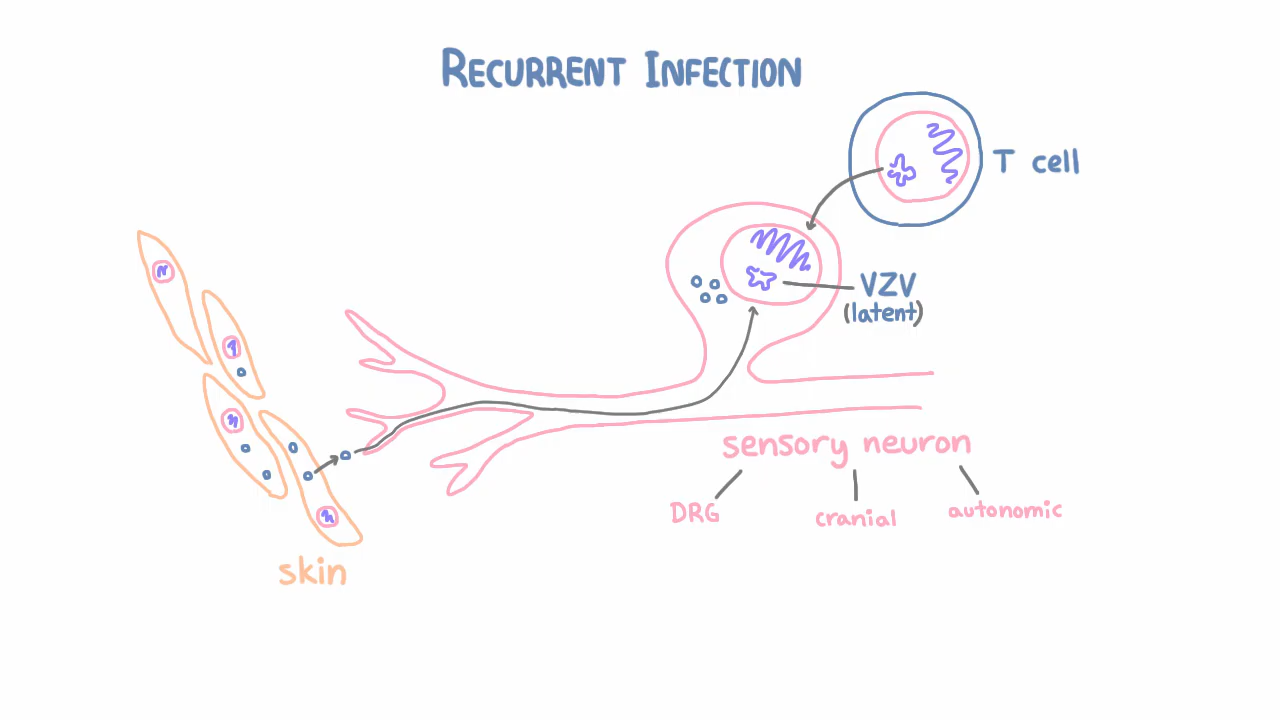 RECURRENT INFECTION
T cell
VZV
(latent)
sensory neuron
DRG
cranial
autonomic
skin